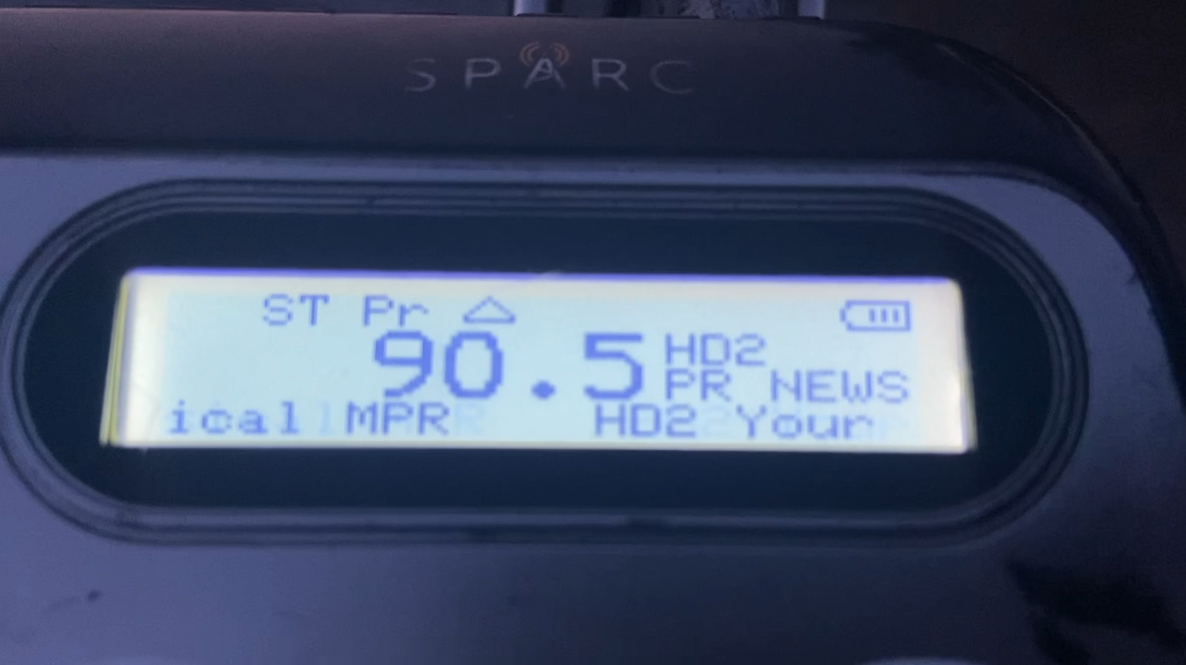 SPARC
ST Pr
90.5 HD2
PR NEWS
ical MPR HD2 Your